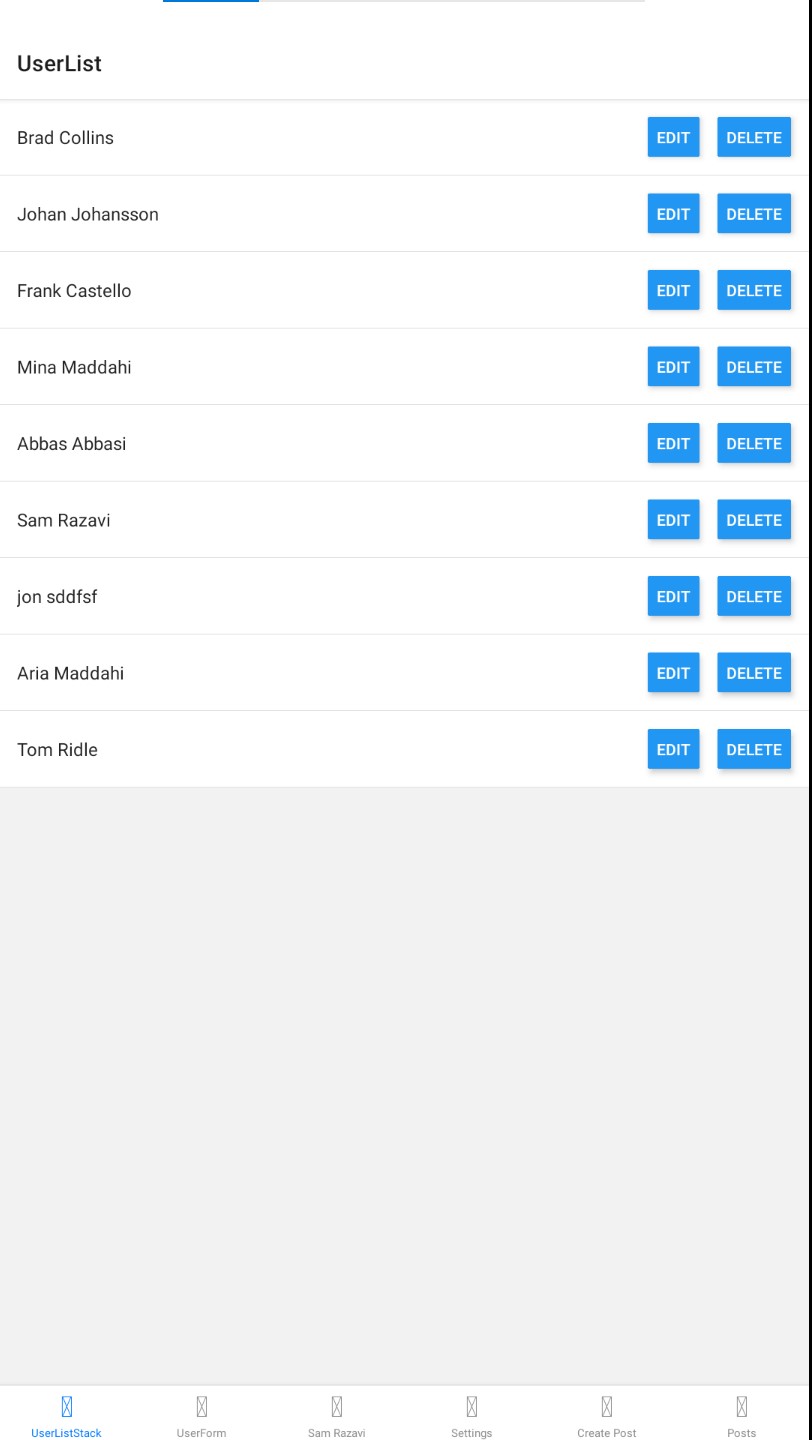 UserList
Brad Collins EDIT DELETE
Johan Johansson EDIT DELETE
Frank Castello EDIT DELETE
Mina Maddahi EDIT DELETE
Abbas Abbasi EDIT DELETE
Sam Razavi EDIT DELETE
jon sddfsf EDIT DELETE
Aria Maddahi EDIT DELETE
Tom Ridle EDIT DELETE
UserListStack UserForm Sam Razavi Settings Create Post Posts